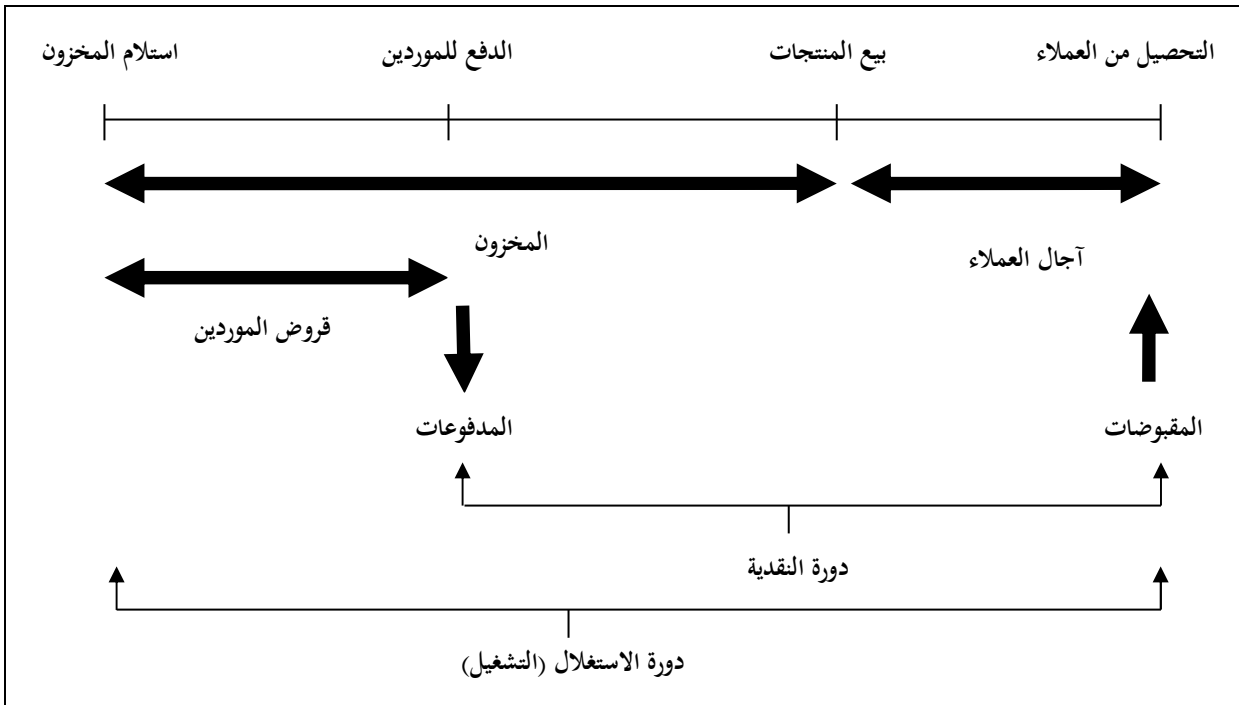 استلام المخزون
الدفع للموردين
بيع المنتجات
التحصيل من العملاء
المخزون
آجال العملاء
قروض الموردين
المدفوعات
المقبوضات
دورة النقدية
دورة الاستغلال (التشغيل)